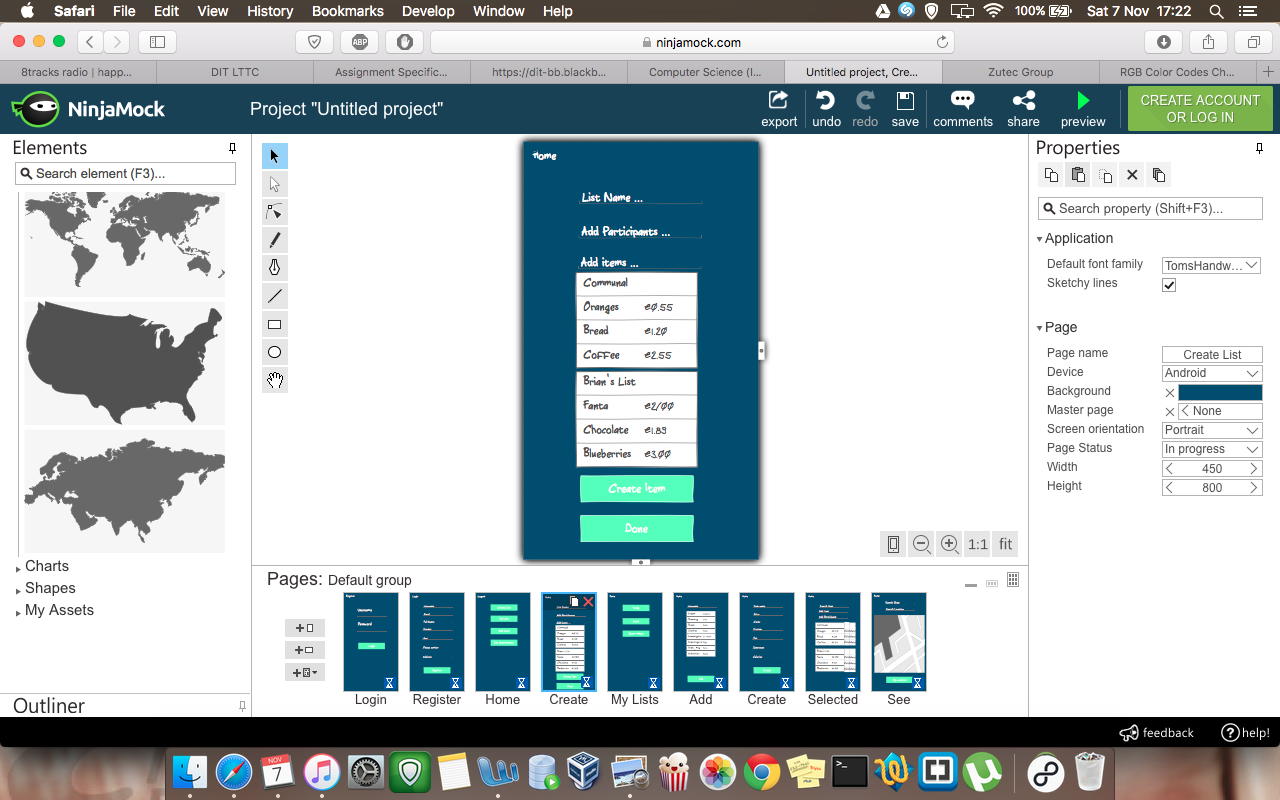 Safari File Edit View History Bookmarks Develop Window Help 100% Sat 7 Nov 17:22
ABP ninjamock.com
8tracks radio | happ... DIT LTTC Assignment Specific... https://dit-bb.blackb... Computer Science (I... Untitled project, Cre... Zutec Group RGB Color Codes Ch...
NinjaMock Project "Untitled project" export undo redo save comments share preview CREATE ACCOUNT
OR LOG IN
Elements
Search element (F3)...
Charts
Shapes
My Assets
Outliner
Home
List Name ...
Add Participants ...
Add items ...
Communal
Oranges €0.55
Bread €1.20
Coffee €2.55
Brian's List
Fanta €2/00
Chocolate €1.89
Blueberries €3.00
Create Item
Done
1:1 fit
Pages: Default group
Login Register Home Create My Lists Add Create Selected See
Properties
Search property (Shift+F3)...
Application
Default font family TomsHandw...
Sketchy lines
Page
Page name Create List
Device Android
Background
Master page None
Screen orientation Portrait
Page Status In progress
Width 450
Height 800
feedback help!
NOV
7